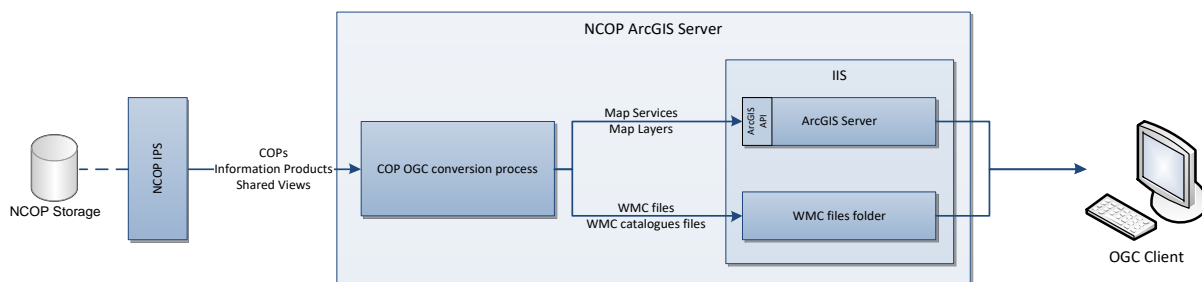 NCOP ArcGIS Server
IIS
NCOP Storage
NCOP IPS
COPs
Information Products
Shared Views
COP OGC conversion process
Map Services
Map Layers
ArcGIS
API
ArcGIS Server
WMC files
WMC catalogues files
WMC files folder
OGC Client